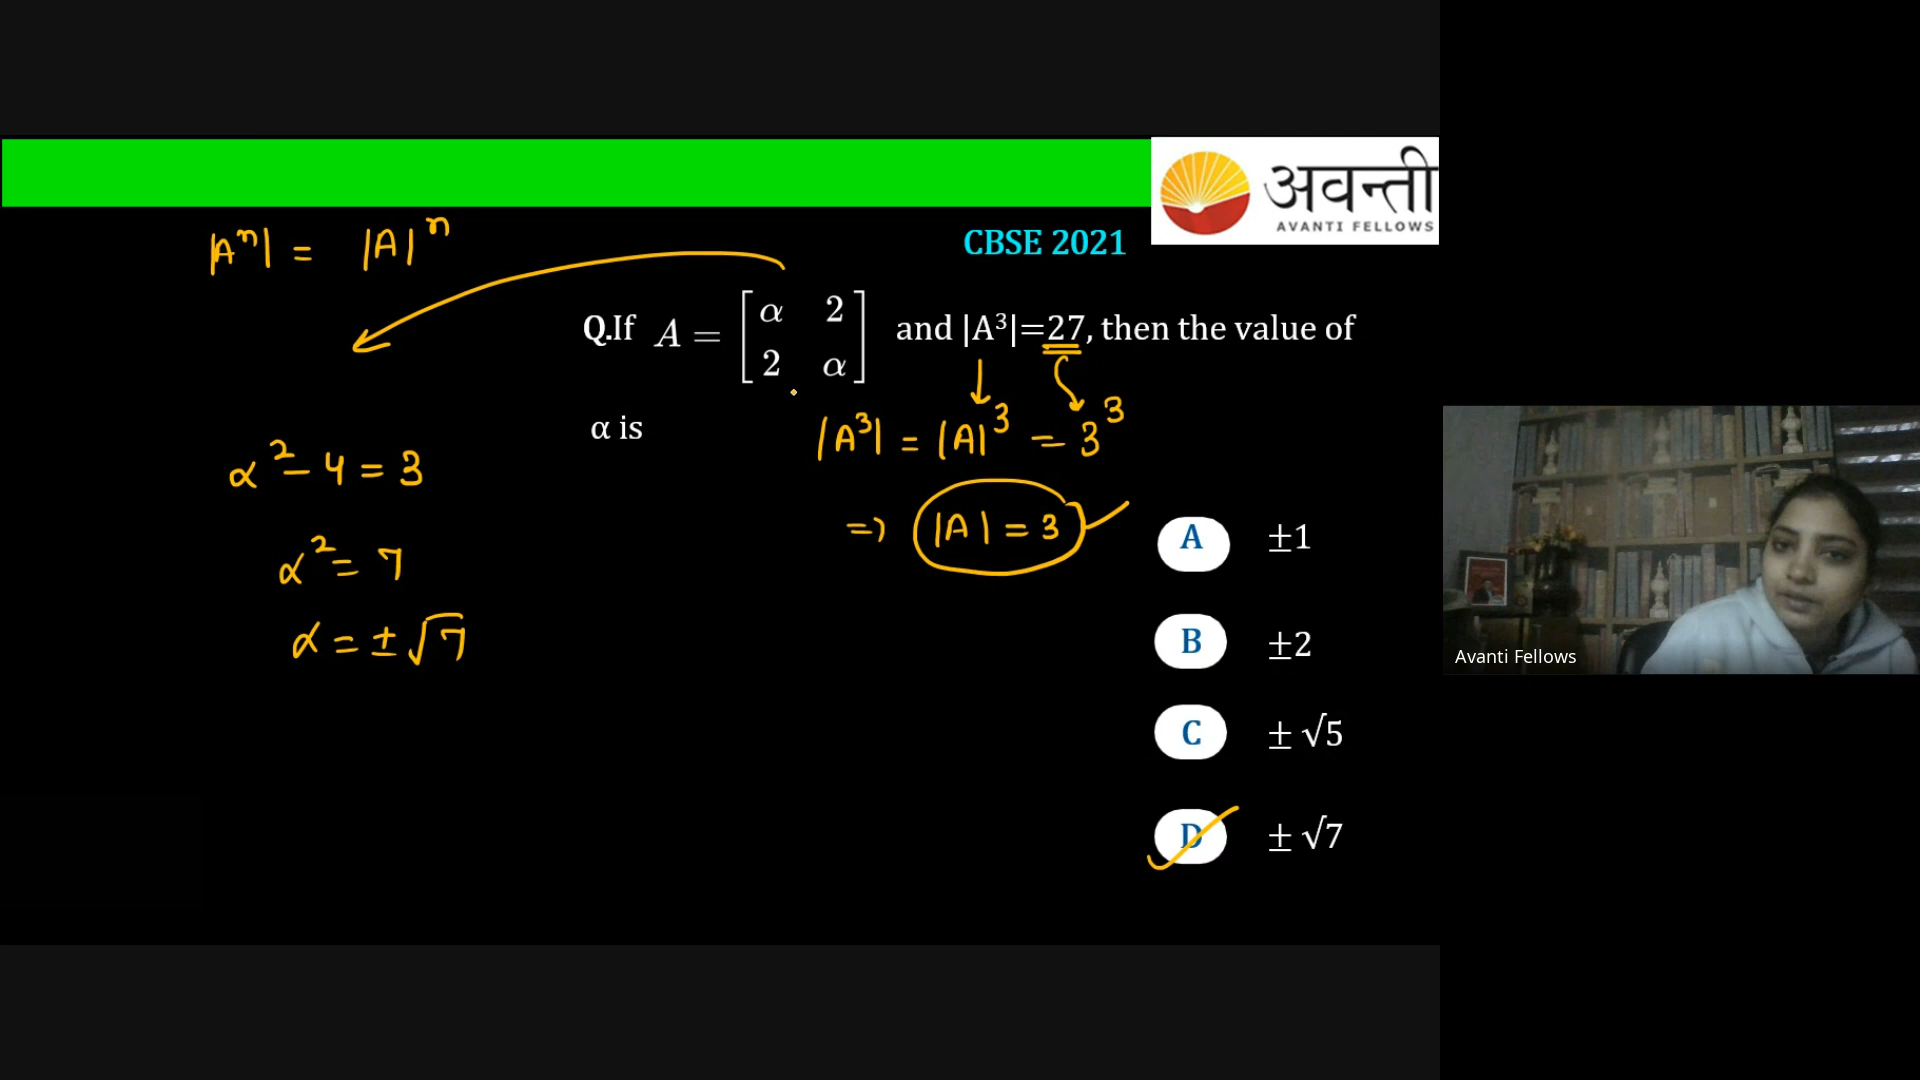 अवन्ती
AVANTI FELLOWS
|Aⁿ| = |A|ⁿ
CBSE 2021
Q.If A = [α 2
2 α] and |A³|=27, then the value of
α is
|A³| = |A|³ = 3³
=> |A| = 3
α² - 4 = 3
α² = 7
α = ± √7
A ±1
B ±2
C ± √5
D ± √7
Avanti Fellows